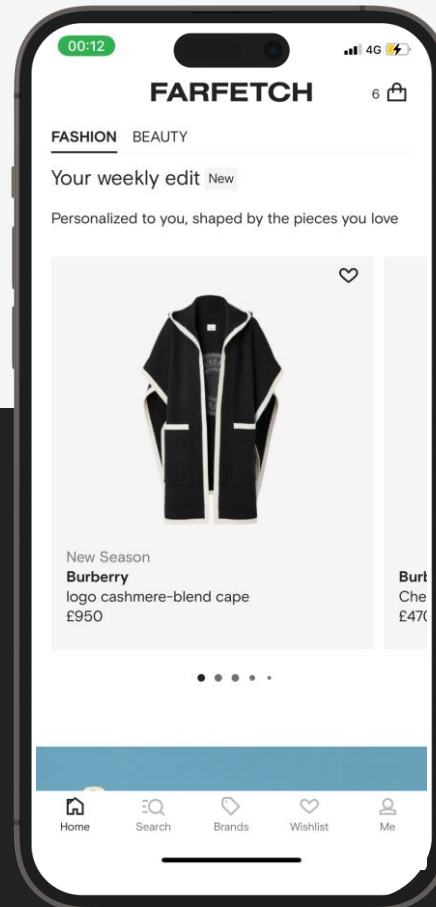 00:12
4G
FARFETCH
6
FASHION BEAUTY
Your weekly edit New
Personalized to you, shaped by the pieces you love
New Season
Burberry
logo cashmere-blend cape
£950
Home
Search
Brands
Wishlist
Me